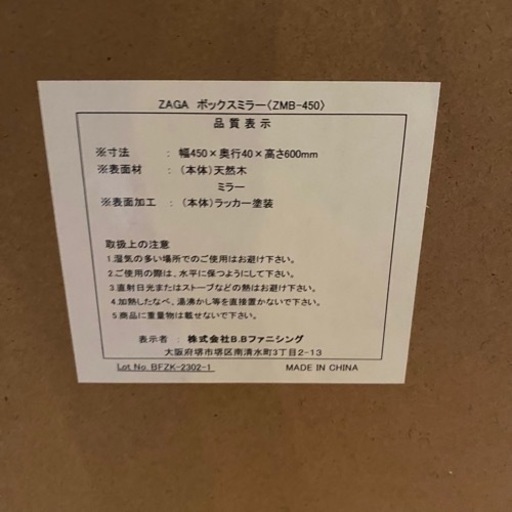 ZAGA ボックスミラー(ZMB-450)
品質表示
※寸法 : 幅450×奥行40×高さ600mm
※表面材 : (本体)天然木
ミラー
※表面加工 : (本体)ラッカー塗装
取扱上の注意
1.湿気の多い場所でのご使用はお避け下さい。
2.ご使用の際は、水平に保つようにして下さい。
3.直射日光またはストーブなどの熱はお避け下さい。
4.加熱したなべ、湯沸かし等を直接置かないで下さい。
5.商品に重量物は載せないで下さい。
表示者 : 株式会社B.Bファニシング
大阪府堺市堺区南清水町3丁目2-13
Lot No. BFZK-2302-1 MADE IN CHINA